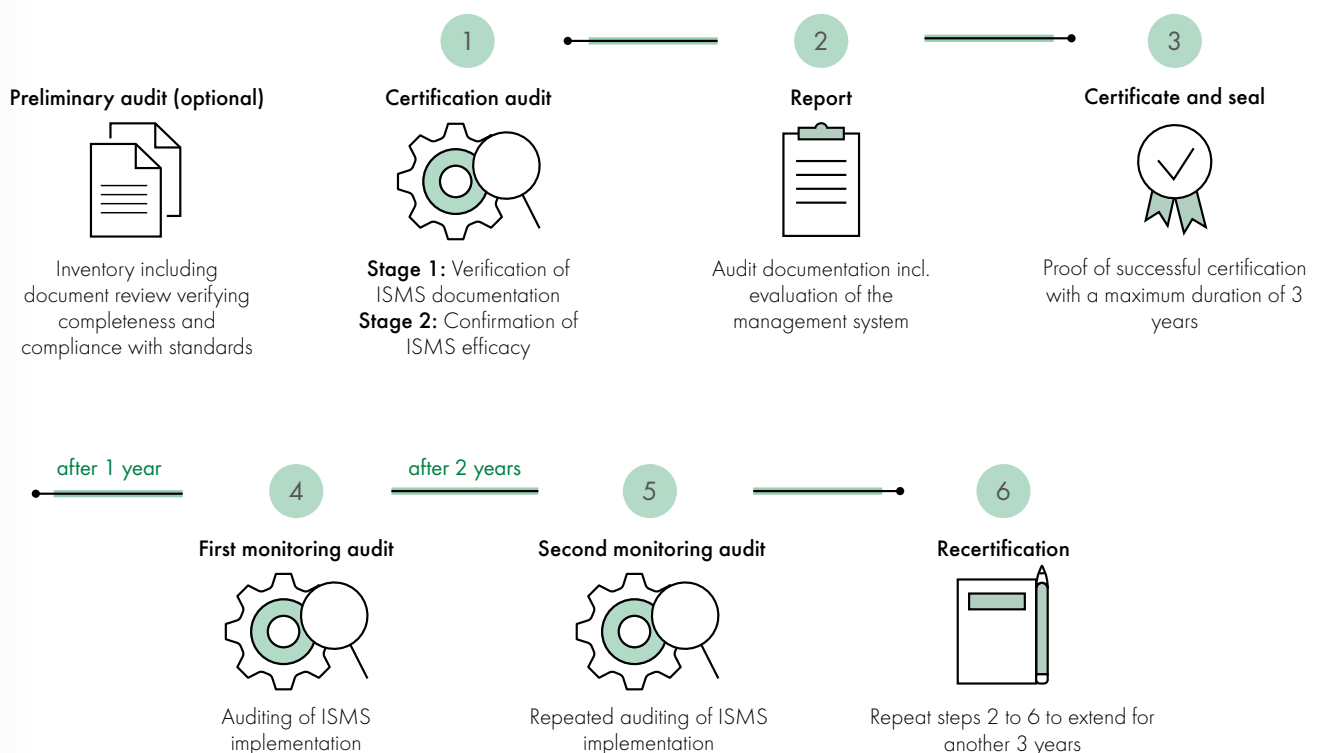 1
2
3
Preliminary audit (optional)
Certification audit
Report
Certificate and seal
Inventory including
document review verifying
completeness and
compliance with standards
Stage 1: Verification of
ISMS documentation
Stage 2: Confirmation of
ISMS efficacy
Audit documentation incl.
evaluation of the
management system
Proof of successful certification
with a maximum duration of 3
years
after 1 year
4
after 2 years
5
6
First monitoring audit
Second monitoring audit
Recertification
Auditing of ISMS
implementation
Repeated auditing of ISMS
implementation
Repeat steps 2 to 6 to extend for
another 3 years